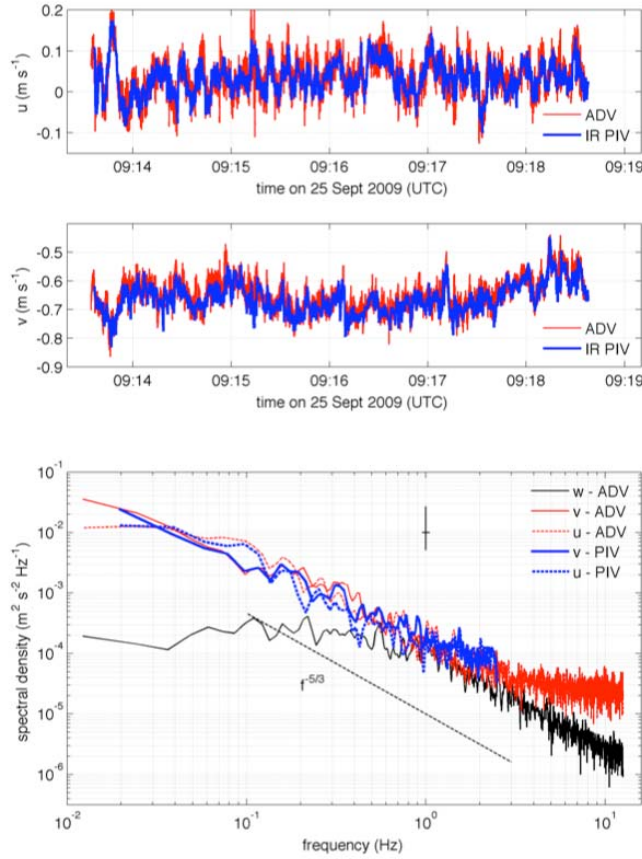 0.2
0.1
0
-0.1
u (m s⁻¹)
ADV
IR PIV
09:14 09:15 09:16 09:17 09:18 09:19
time on 25 Sept 2009 (UTC)
-0.5
-0.6
-0.7
-0.8
-0.9
v (m s⁻¹)
ADV
IR PIV
09:14 09:15 09:16 09:17 09:18 09:19
time on 25 Sept 2009 (UTC)
10⁻¹
10⁻²
10⁻³
10⁻⁴
10⁻⁵
10⁻⁶
spectral density (m² s⁻² Hz⁻¹)
w - ADV
v - ADV
u - ADV
v - PIV
u - PIV
f⁻⁵/³
10⁻² 10⁻¹ 10⁰ 10¹
frequency (Hz)